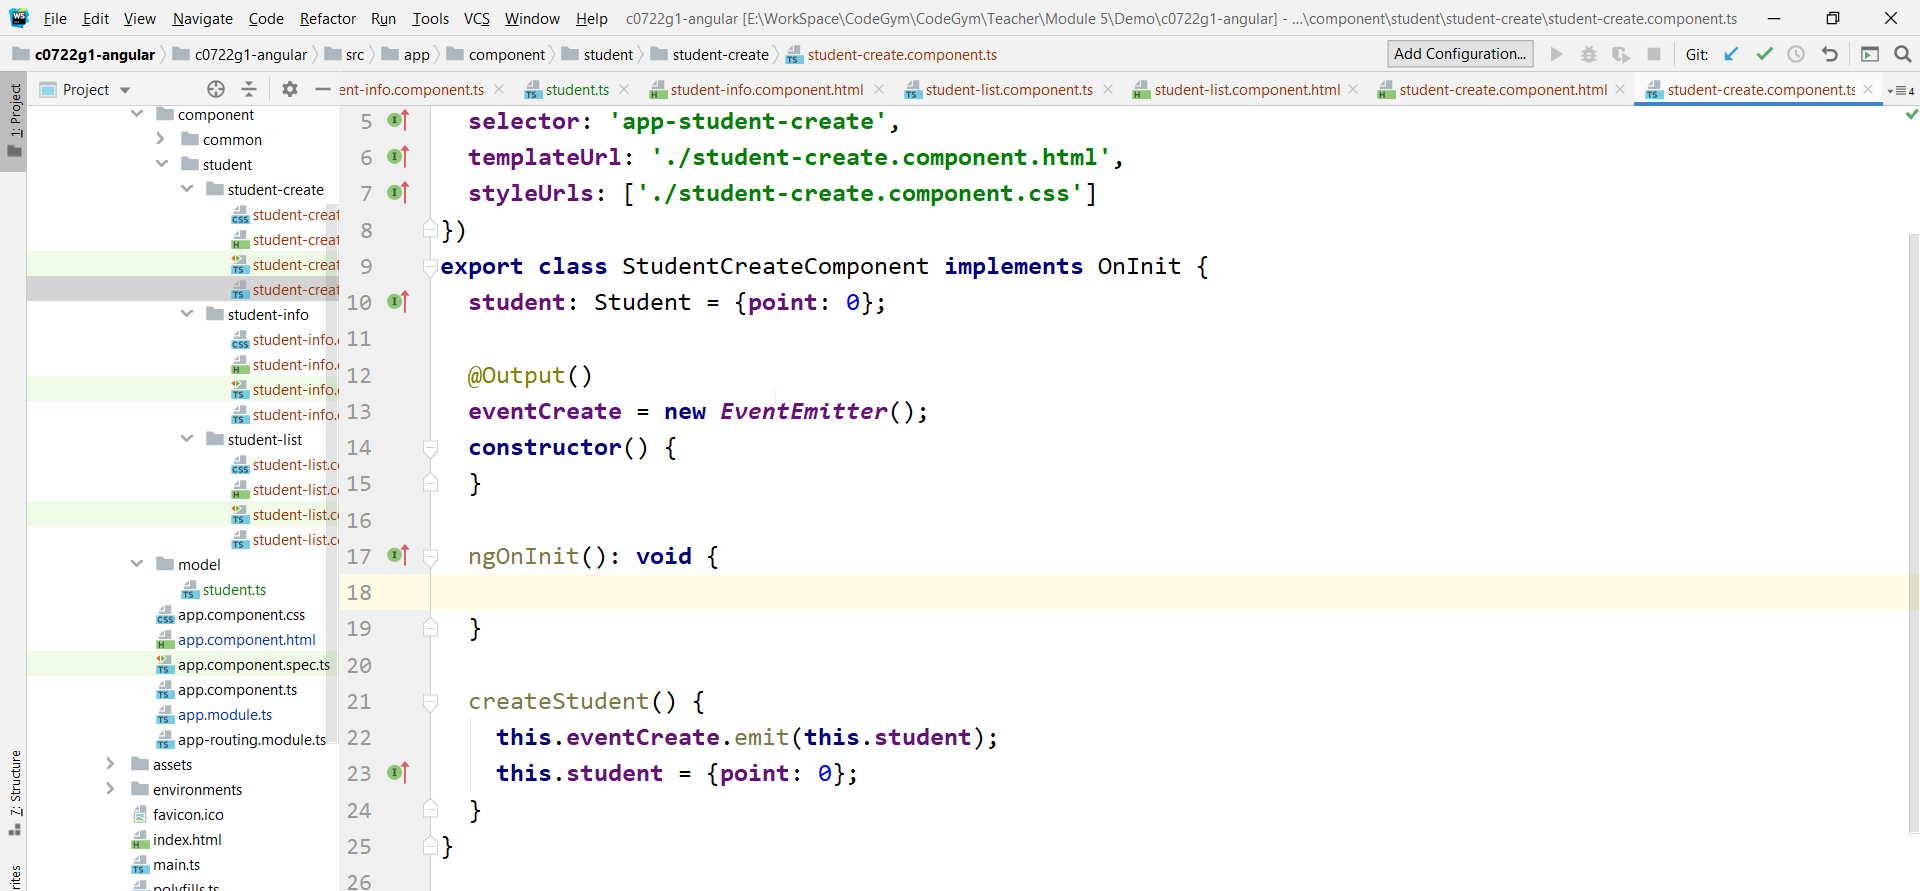 File Edit View Navigate Code Refactor Run Tools VCS Window Help c0722g1-angular [E:\WorkSpace\CodeGym\CodeGym\Teacher\Module 5\Demo\c0722g1-angular] - ...\component\student\student-create\student-create.component.ts
c0722g1-angular c0722g1-angular src app component student student-create student-create.component.ts Add Configuration... Git:
Project ent-info.component.ts student.ts student-info.component.html student-list.component.ts student-list.component.html student-create.component.html student-create.component.ts 4
1: Project
7: Structure
rites
component
common
student
student-create
student-creat
student-creat
student-creat
student-creat
student-info
student-info.
student-info.
student-info.
student-info.
student-list
student-list.c
student-list.c
student-list.c
student-list.c
model
student.ts
app.component.css
app.component.html
app.component.spec.ts
app.component.ts
app.module.ts
app-routing.module.ts
assets
environments
favicon.ico
index.html
main.ts
polyfills.ts
5 selector: 'app-student-create',
6 templateUrl: './student-create.component.html',
7 styleUrls: ['./student-create.component.css']
8 })
9 export class StudentCreateComponent implements OnInit {
10 student: Student = {point: 0};
11
12 @Output()
13 eventCreate = new EventEmitter();
14 constructor() {
15 }
16
17 ngOnInit(): void {
18
19 }
20
21 createStudent() {
22 this.eventCreate.emit(this.student);
23 this.student = {point: 0};
24 }
25 }
26